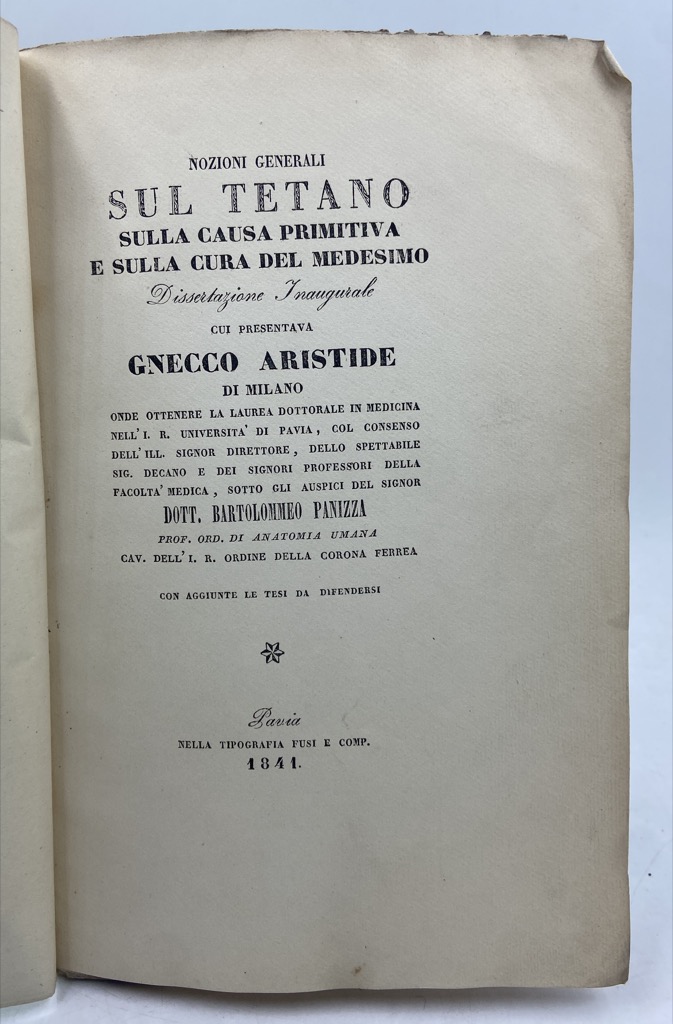 NOZIONI GENERALI
SUL TETANO
SULLA CAUSA PRIMITIVA
E SULLA CURA DEL MEDESIMO
Dissertazione Inaugurale
CUI PRESENTAVA
GNECCO ARISTIDE
DI MILANO
ONDE OTTENERE LA LAUREA DOTTORALE IN MEDICINA
NELL' I. R. UNIVERSITA' DI PAVIA, COL CONSENSO
DELL' ILL. SIGNOR DIRETTORE, DELLO SPETTABILE
SIG. DECANO E DEI SIGNORI PROFESSORI DELLA
FACOLTA' MEDICA, SOTTO GLI AUSPICI DEL SIGNOR
DOTT. BARTOLOMMEO PANIZZA
PROF. ORD. DI ANATOMIA UMANA
CAV. DELL' I. R. ORDINE DELLA CORONA FERREA
CON AGGIUNTE LE TESI DA DIFENDERSI
Pavia
NELLA TIPOGRAFIA FUSI E COMP.
1841.